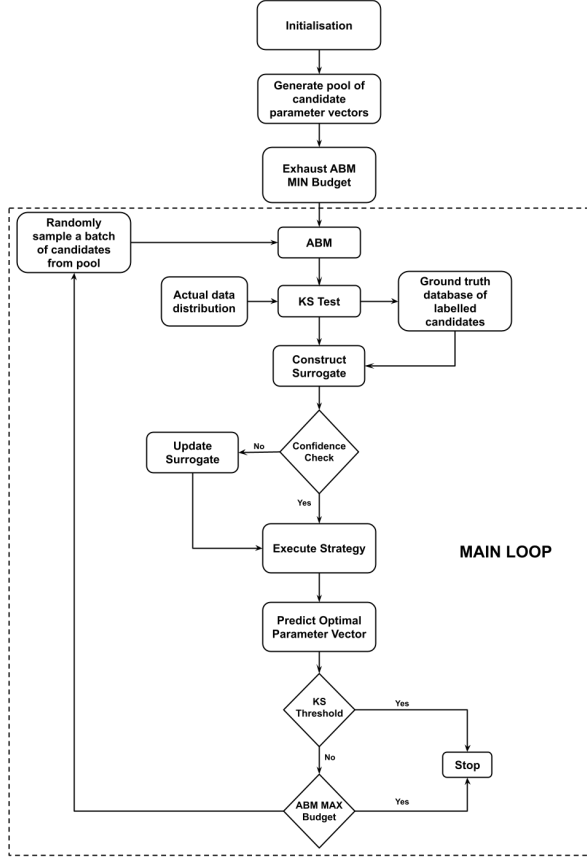 Initialisation
Generate pool of
candidate
parameter vectors
Exhaust ABM
MIN Budget
Randomly
sample a batch
of candidates
from pool
ABM
Actual data
distribution
KS Test
Ground truth
database of
labelled
candidates
Construct
Surrogate
Confidence
Check
No
Update
Surrogate
Yes
Execute Strategy
MAIN LOOP
Predict Optimal
Parameter Vector
KS
Threshold
Yes
No
Stop
ABM MAX
Budget
Yes